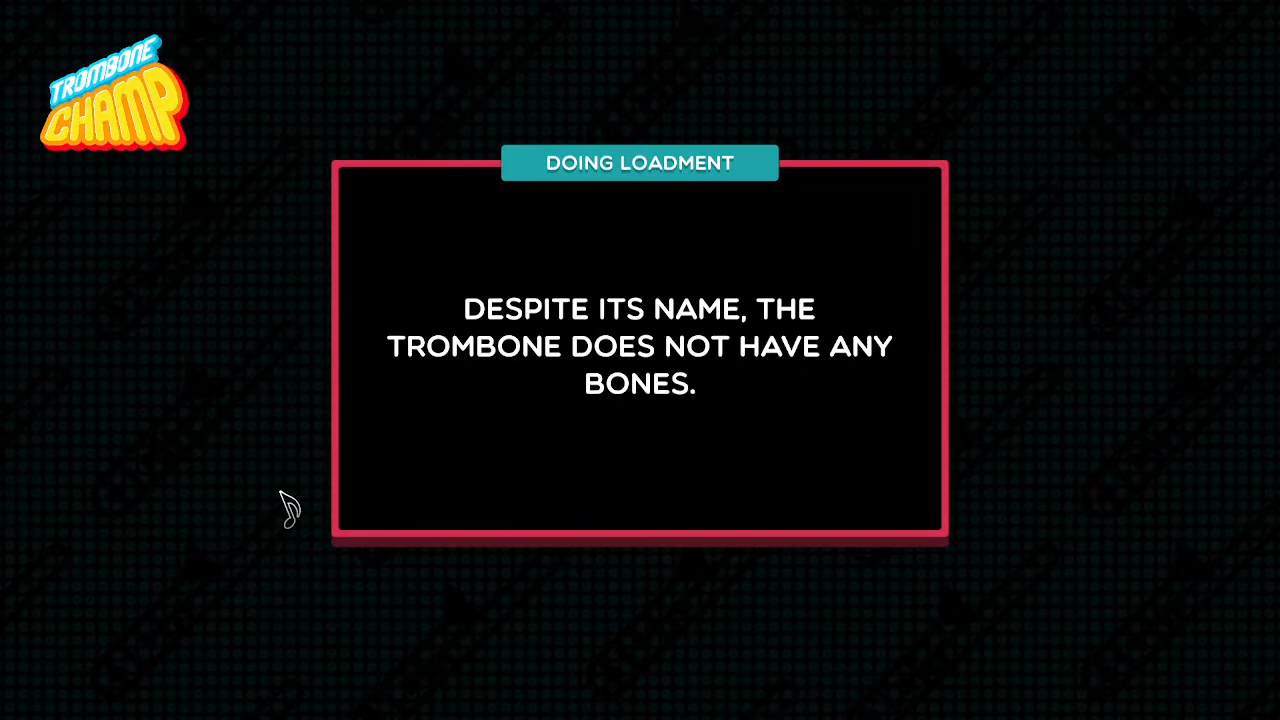 TROMBONE
CHAMP
DOING LOADMENT
DESPITE ITS NAME, THE
TROMBONE DOES NOT HAVE ANY
BONES.